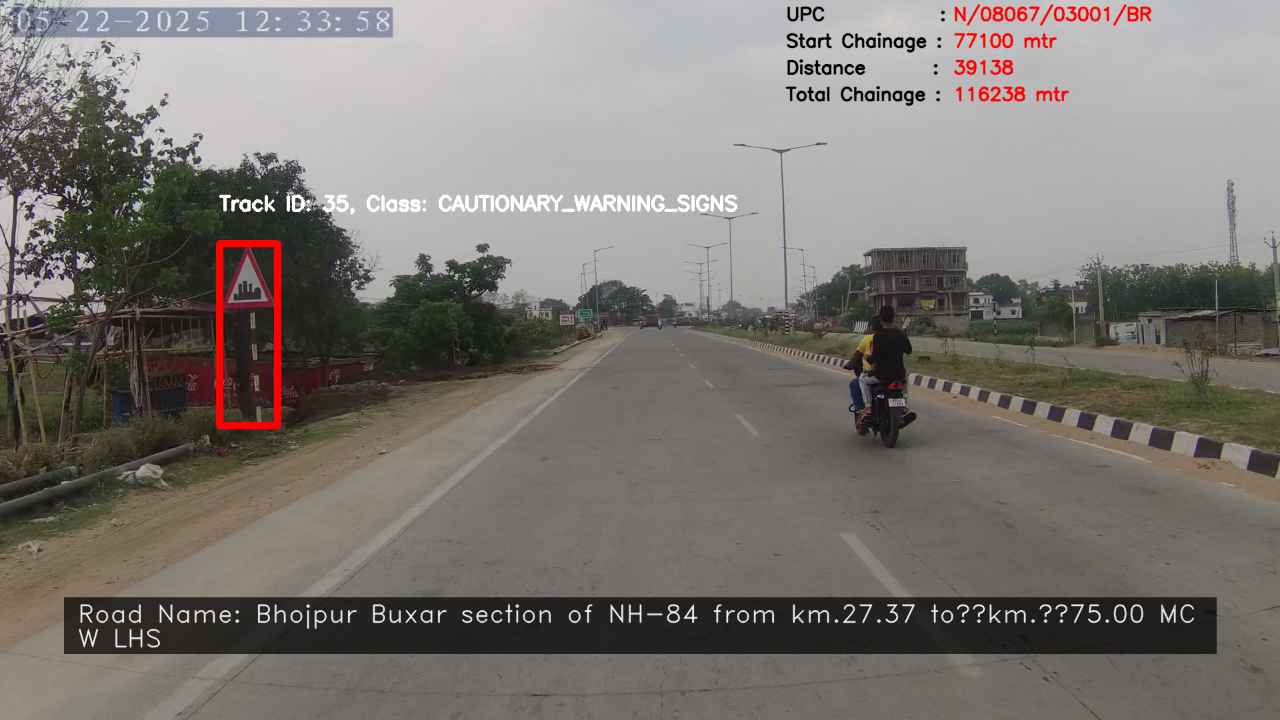 05-22-2025 12:33:58
UPC : N/08067/03001/BR
Start Chainage : 77100 mtr
Distance : 39138
Total Chainage : 116238 mtr
Track ID: 35, Class: CAUTIONARY_WARNING_SIGNS
Road Name: Bhojpur Buxar section of NH-84 from km.27.37 to??km.??75.00 MC
W LHS